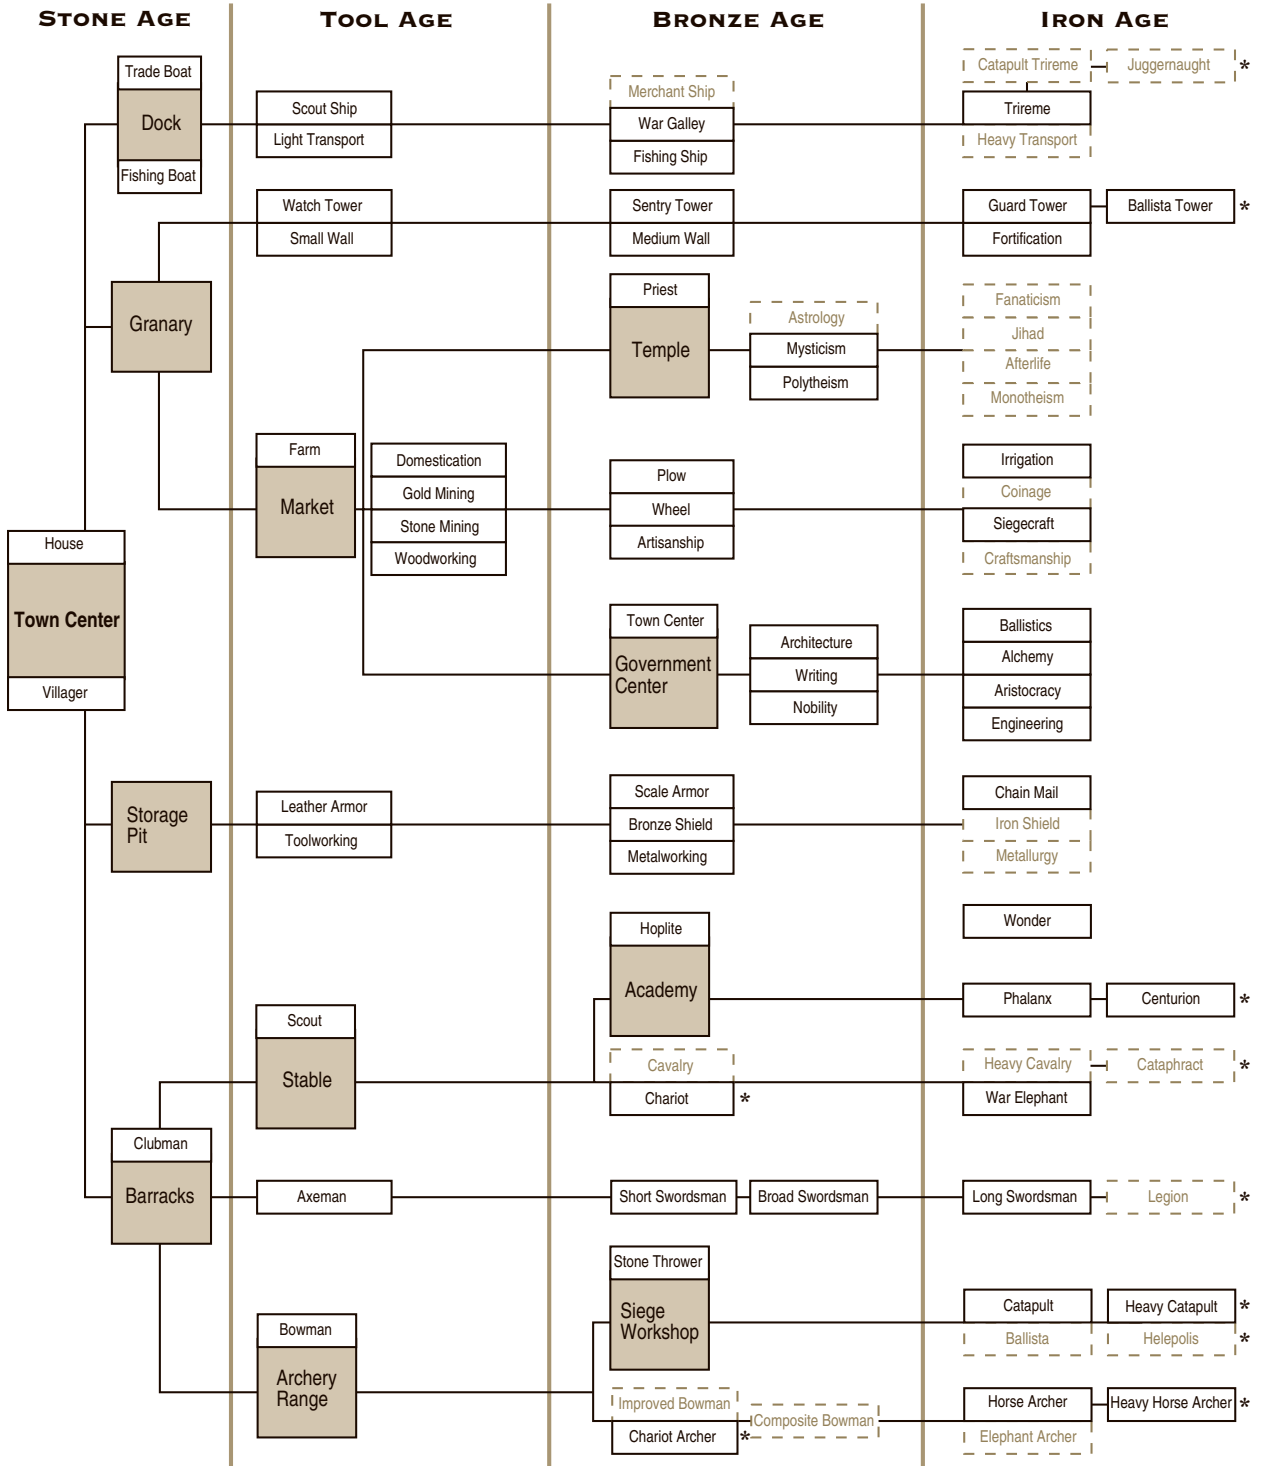 STONE AGE
TOOL AGE
BRONZE AGE
IRON AGE
Trade Boat
Dock
Fishing Boat
Scout Ship
Light Transport
Merchant Ship
War Galley
Fishing Ship
Catapult Trireme
Juggernaught *
Trireme
Heavy Transport
Granary
Watch Tower
Small Wall
Sentry Tower
Medium Wall
Guard Tower
Ballista Tower *
Fortification
Priest
Temple
Astrology
Mysticism
Polytheism
Fanaticism
Jihad
Afterlife
Monotheism
Farm
Market
Domestication
Gold Mining
Stone Mining
Woodworking
Plow
Wheel
Artisanship
Irrigation
Coinage
Siegecraft
Craftsmanship
House
Town Center
Villager
Town Center
Government
Center
Architecture
Writing
Nobility
Ballistics
Alchemy
Aristocracy
Engineering
Storage
Pit
Leather Armor
Toolworking
Scale Armor
Bronze Shield
Metalworking
Chain Mail
Iron Shield
Metallurgy
Wonder
Hoplite
Academy
Phalanx
Centurion *
Scout
Stable
Cavalry
Chariot *
Heavy Cavalry
Cataphract *
War Elephant
Clubman
Barracks
Axeman
Short Swordsman
Broad Swordsman
Long Swordsman
Legion *
Stone Thrower
Siege
Workshop
Catapult
Heavy Catapult *
Ballista
Helepolis *
Bowman
Archery
Range
Improved Bowman
Chariot Archer *
Composite Bowman
Horse Archer
Heavy Horse Archer *
Elephant Archer